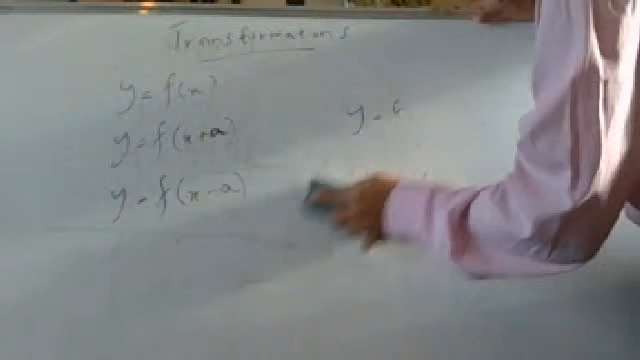 Transformations
y = f(x)
y = f(x+a)
y = f(x-a)
y = f